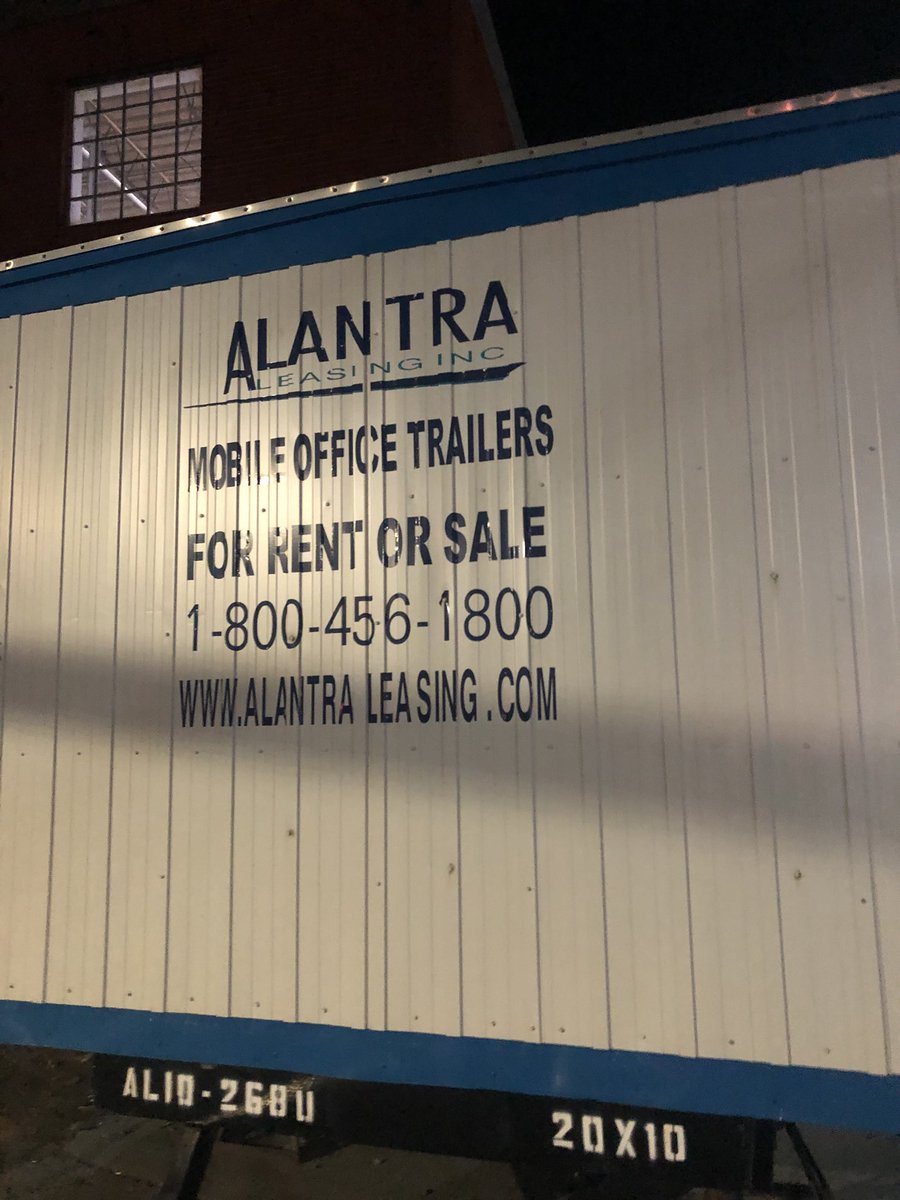 ALANTRA
LEASING INC
MOBILE OFFICE TRAILERS
FOR RENT OR SALE
1-800-456-1800
WWW.ALANTRA LEASING.COM
AL10-268U 20X10